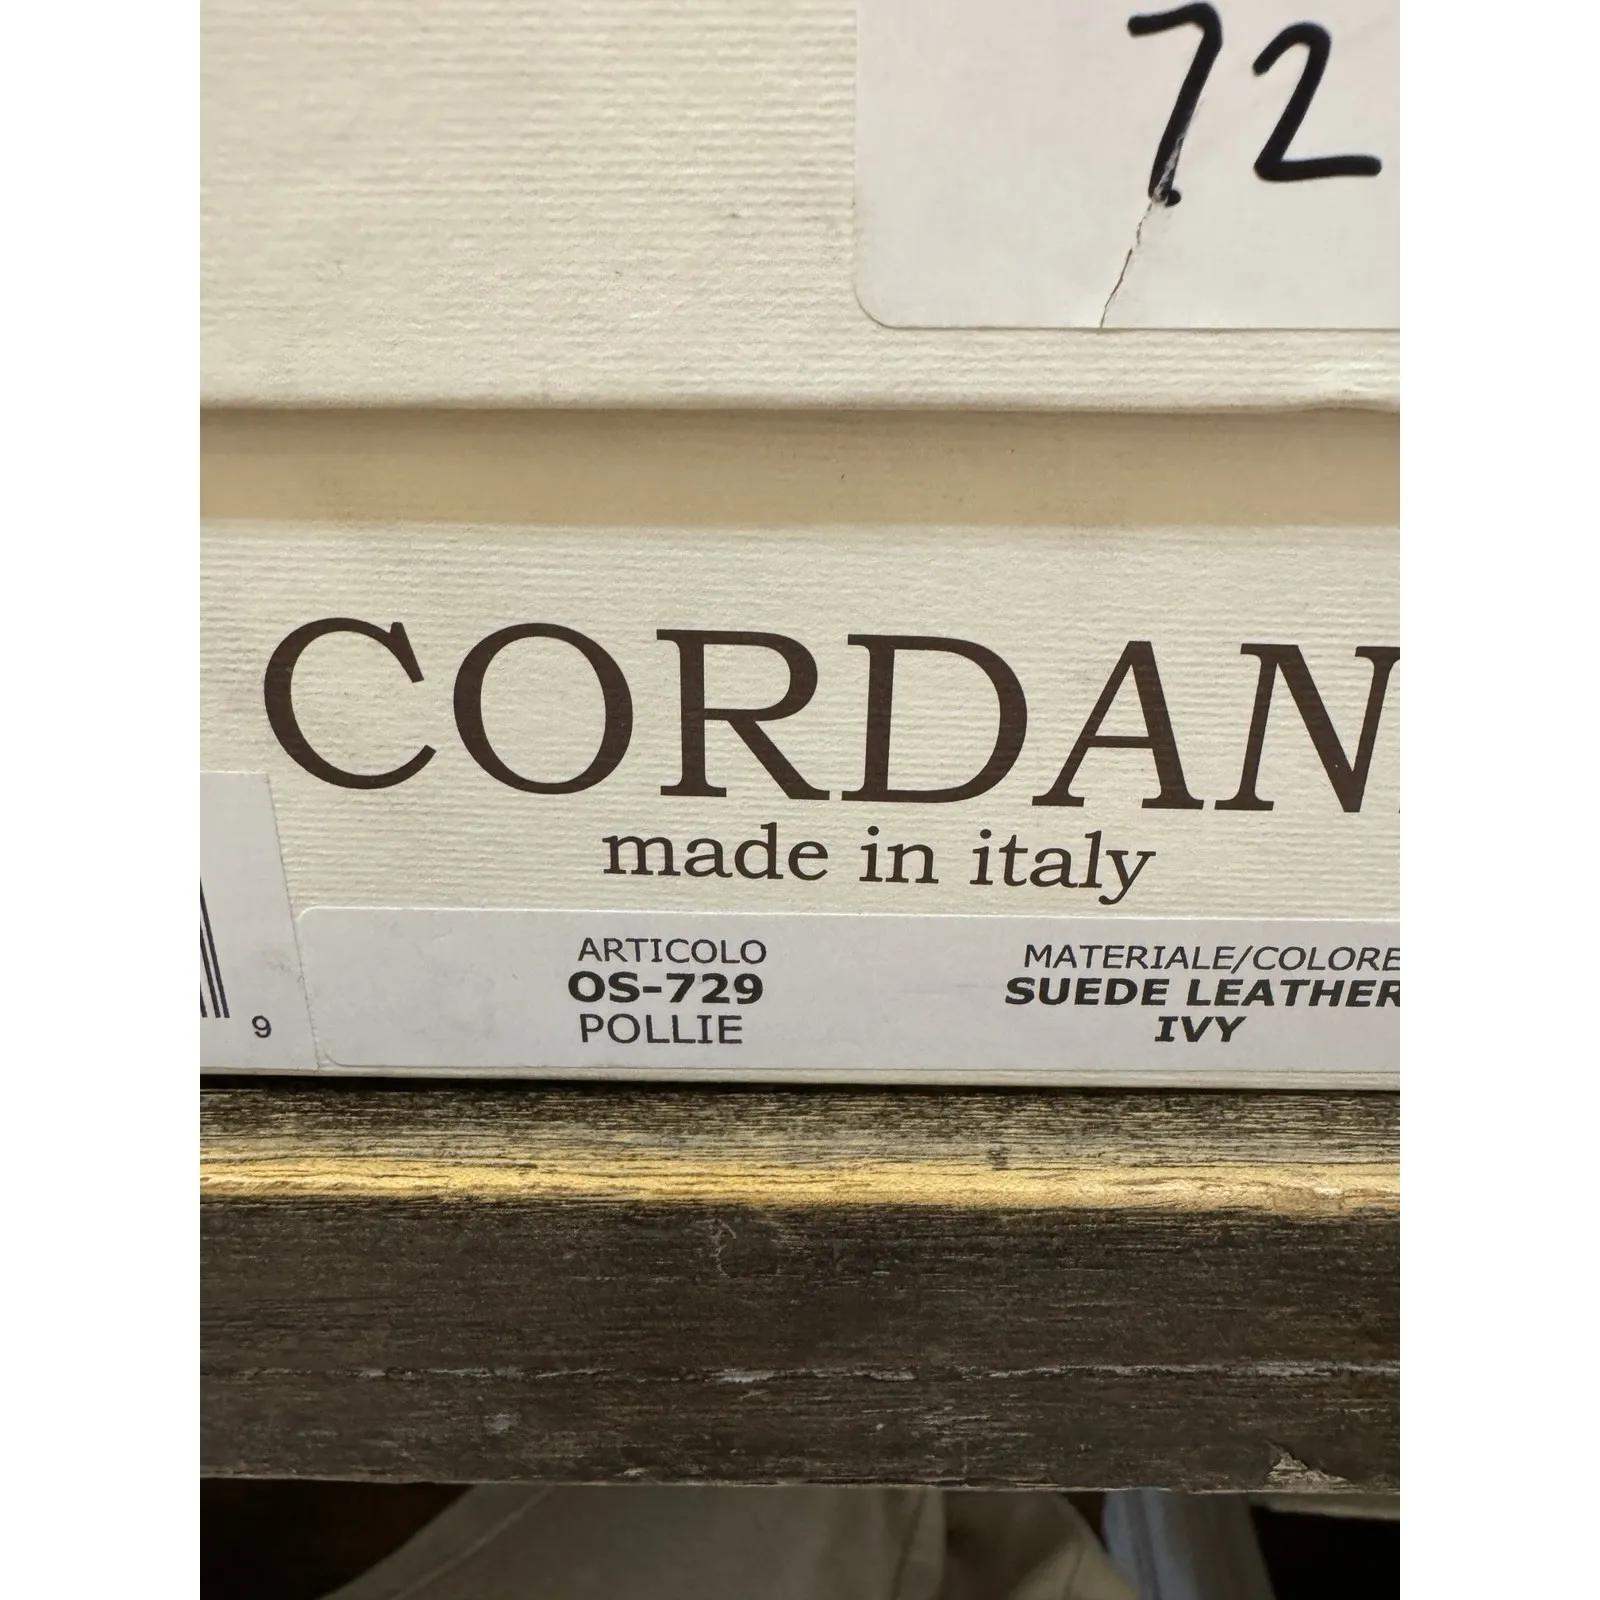 72
CORDAN
made in italy
ARTICOLO
OS-729
POLLIE
MATERIALE/COLORE
SUEDE LEATHER
IVY
9